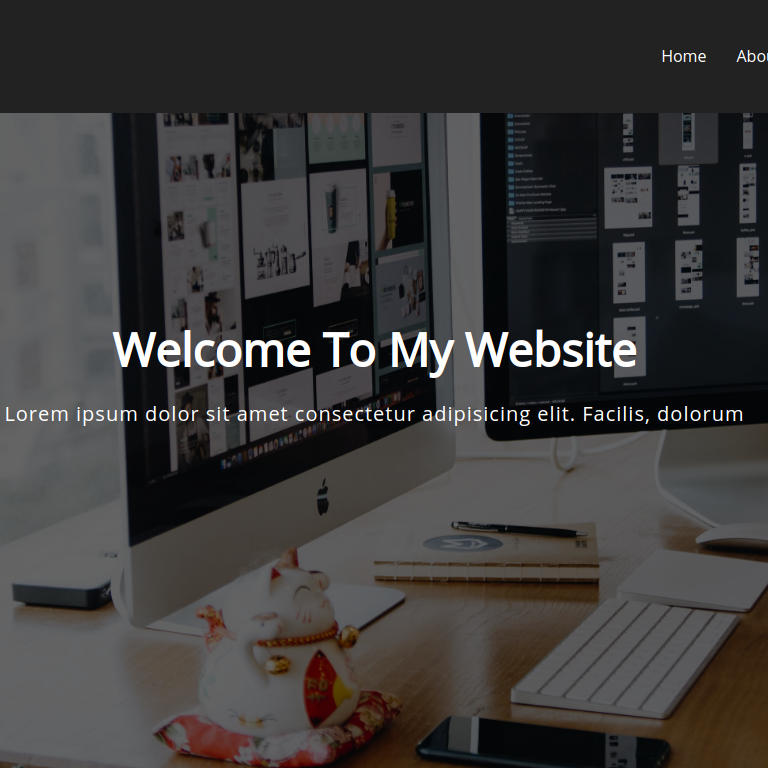 Home Abou
Welcome To My Website
Lorem ipsum dolor sit amet consectetur adipisicing elit. Facilis, dolorum